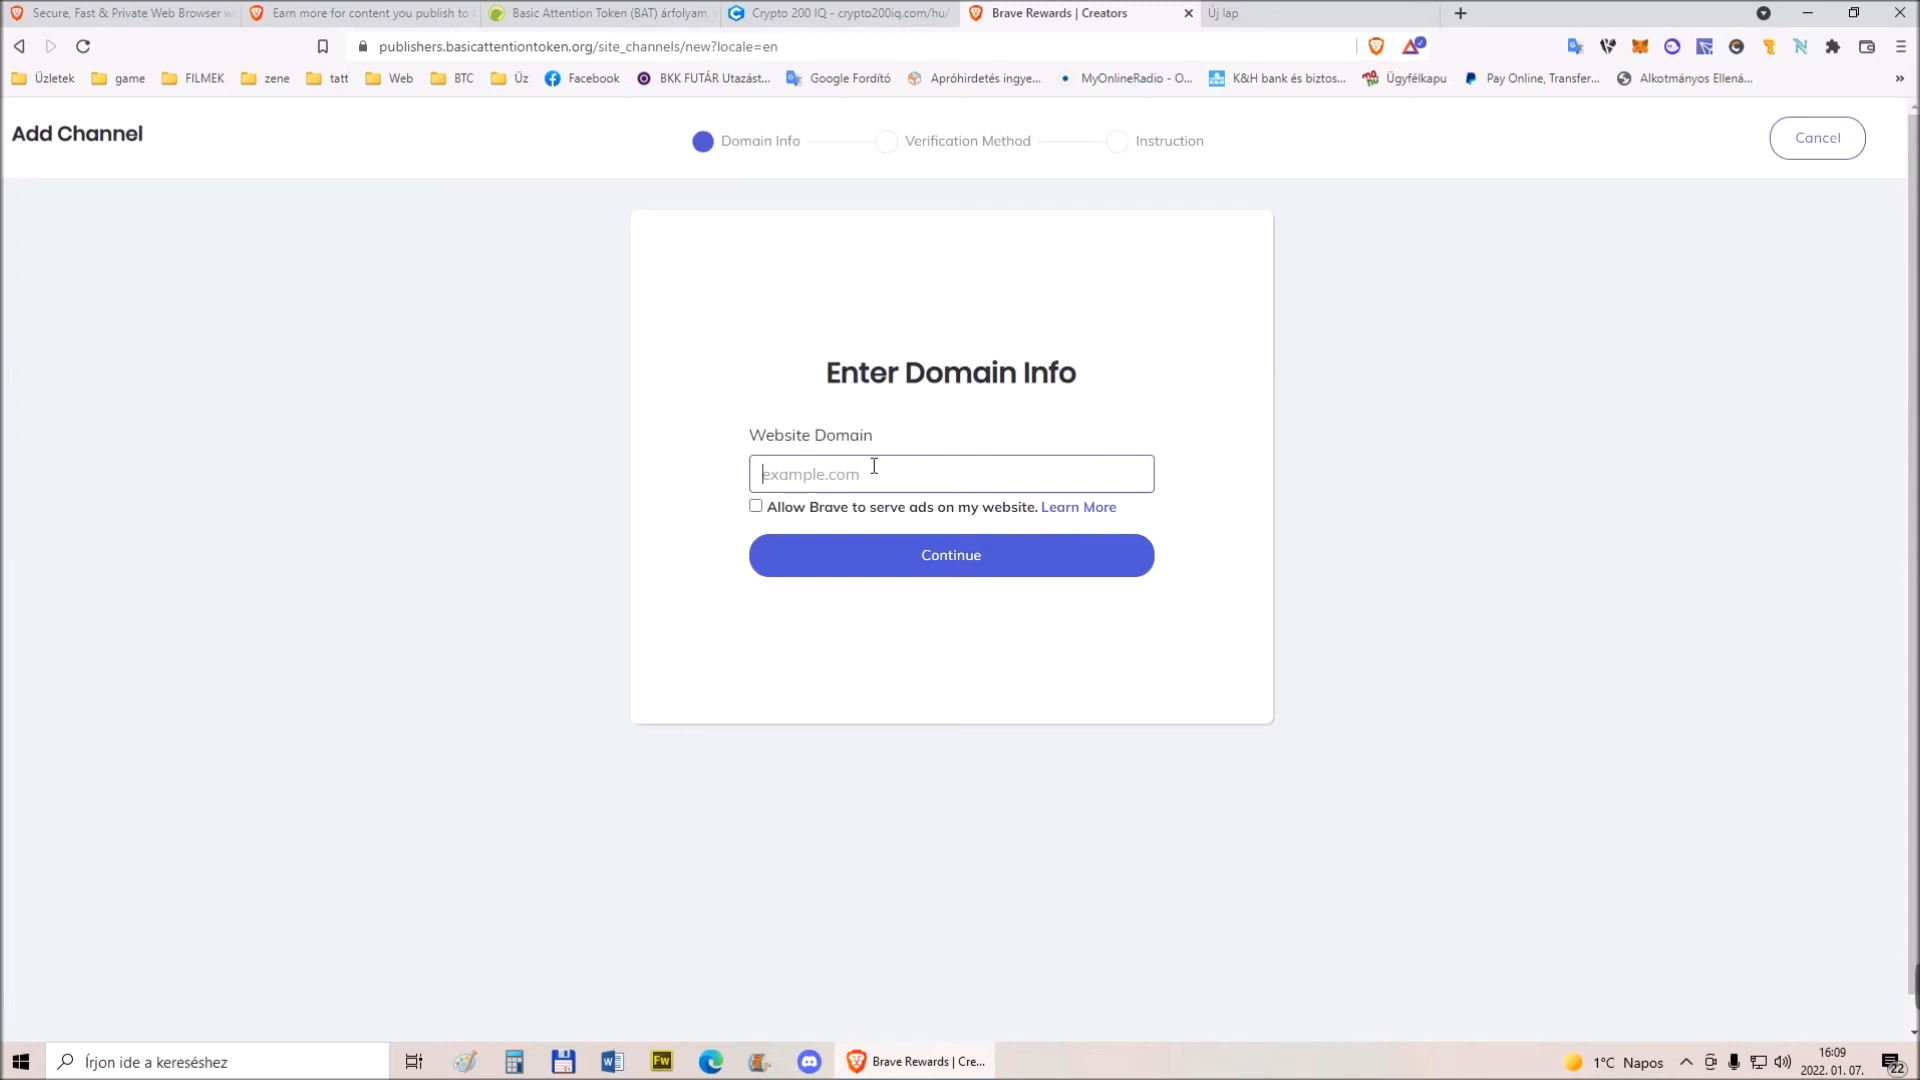 Secure, Fast & Private Web Browser w
Earn more for content you publish to
Basic Attention Token (BAT) árfolyam,
Crypto 200 IQ - crypto200iq.com/hu/
Brave Rewards | Creators
Új lap
publishers.basicattentiontoken.org/site_channels/new?locale=en
Üzletek
game
FILMEK
zene
tatt
Web
BTC
Űz
Facebook
BKK FUTÁR Utazást...
Google Fordító
Apróhirdetés ingye...
MyOnlineRadio - O...
K&H bank és biztos...
Ügyfélkapu
Pay Online, Transfer...
Alkotmányos Ellená...
Add Channel
Domain Info
Verification Method
Instruction
Cancel
Enter Domain Info
Website Domain
example.com
Allow Brave to serve ads on my website. Learn More
Continue
Írjon ide a kereséshez
Fw
Brave Rewards | Cre...
1°C Napos
16:09
2022. 01. 07.
22